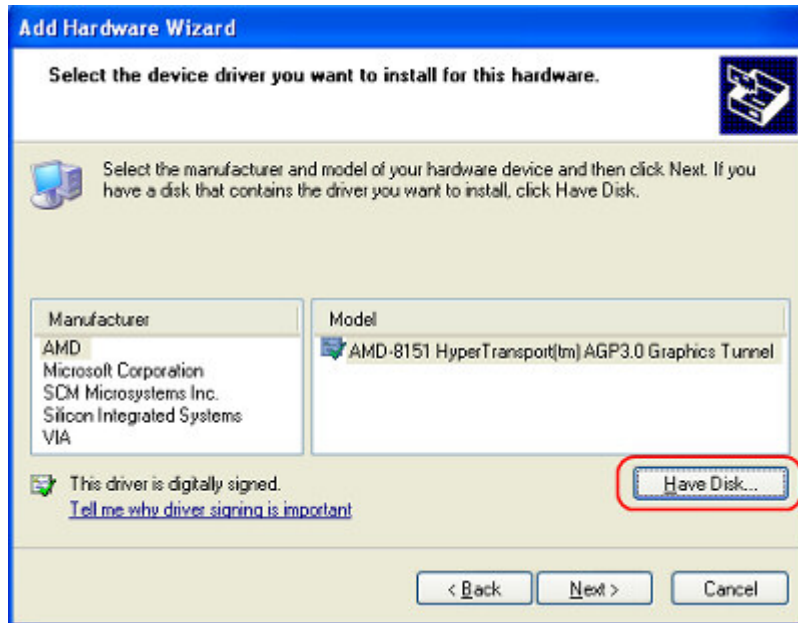 Add Hardware Wizard
Select the device driver you want to install for this hardware.
Select the manufacturer and model of your hardware device and then click Next. If you
have a disk that contains the driver you want to install, click Have Disk.
Manufacturer
AMD
Microsoft Corporation
SCM Microsystems Inc.
Silicon Integrated Systems
VIA
Model
AMD-8151 HyperTransport(tm) AGP3.0 Graphics Tunnel
This driver is digitally signed.
Tell me why driver signing is important
Have Disk...
< Back
Next >
Cancel